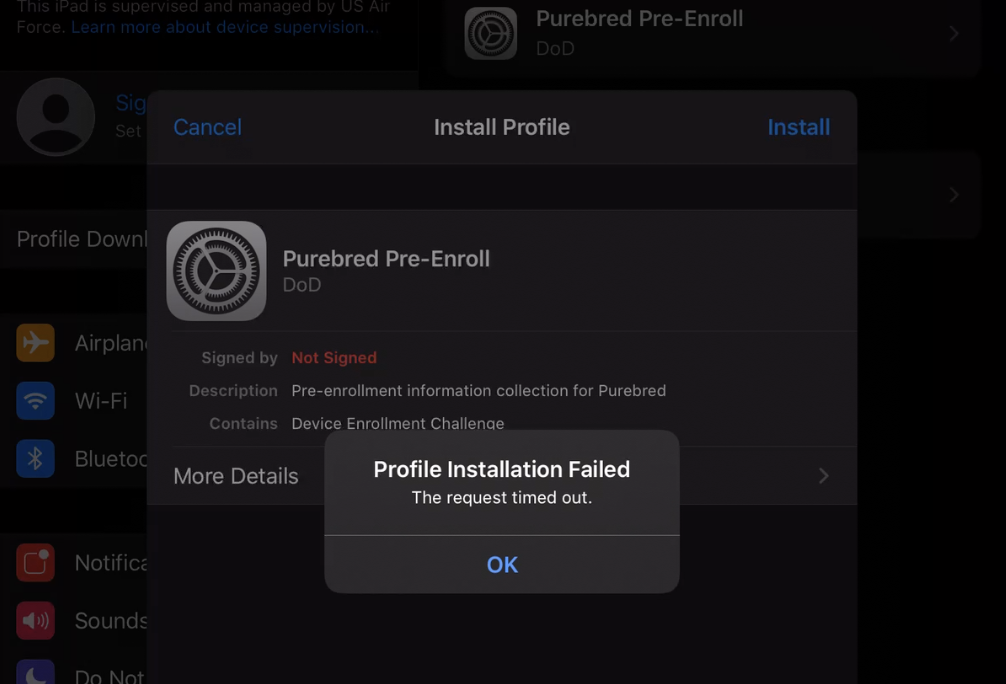 This iPad is supervised and managed by US Air
Force. Learn more about device supervision...
Purebred Pre-Enroll
DoD
Sig
Set
Cancel
Install Profile
Install
Profile Downl
Purebred Pre-Enroll
DoD
Signed by Not Signed
Description Pre-enrollment information collection for Purebred
Contains Device Enrollment Challenge
More Details
Airplan
Wi-Fi
Bluetoo
Profile Installation Failed
The request timed out.
OK
Notifica
Sounds
Do Not